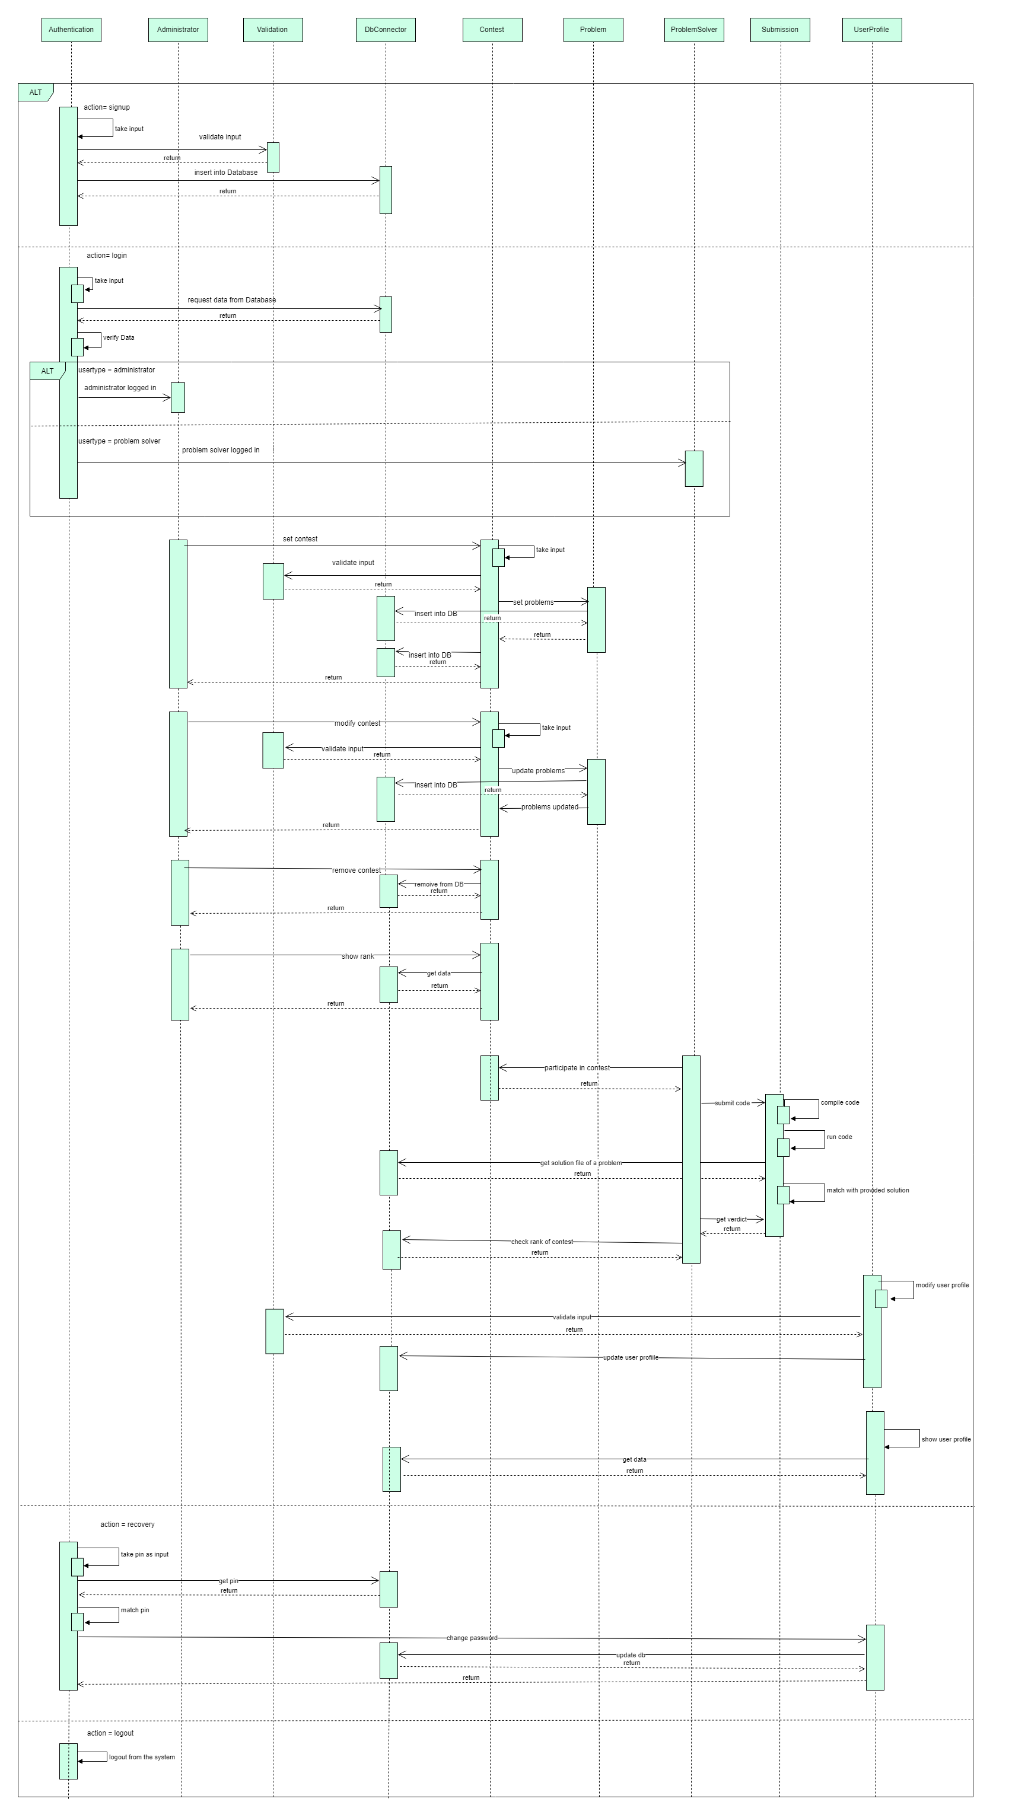 Authentication
Administrator
Validation
DbConnector
Contest
Problem
ProblemSolver
Submission
UserProfile
ALT
action= signup
take input
validate input
return
insert into Database
return
action= login
take input
request data from Database
return
verify Data
ALT
usertype = administrator
administrator logged in
usertype = problem solver
problem solver logged in
set contest
take input
validate input
return
set problems
insert into DB
return
return
insert into DB
return
return
modify contest
take input
validate input
return
update problems
insert into DB
return
problems updated
return
remove contest
remoive from DB
return
return
show rank
get data
return
return
participate in contest
return
submit code
compile code
run code
get solution file of a problem
return
match with provided solution
get verdict
return
check rank of contest
return
modify user profile
validate input
return
update user profiile
show user profile
get data
return
action = recovery
take pin as input
get pin
return
match pin
change password
update db
return
return
action = logout
logout from the system